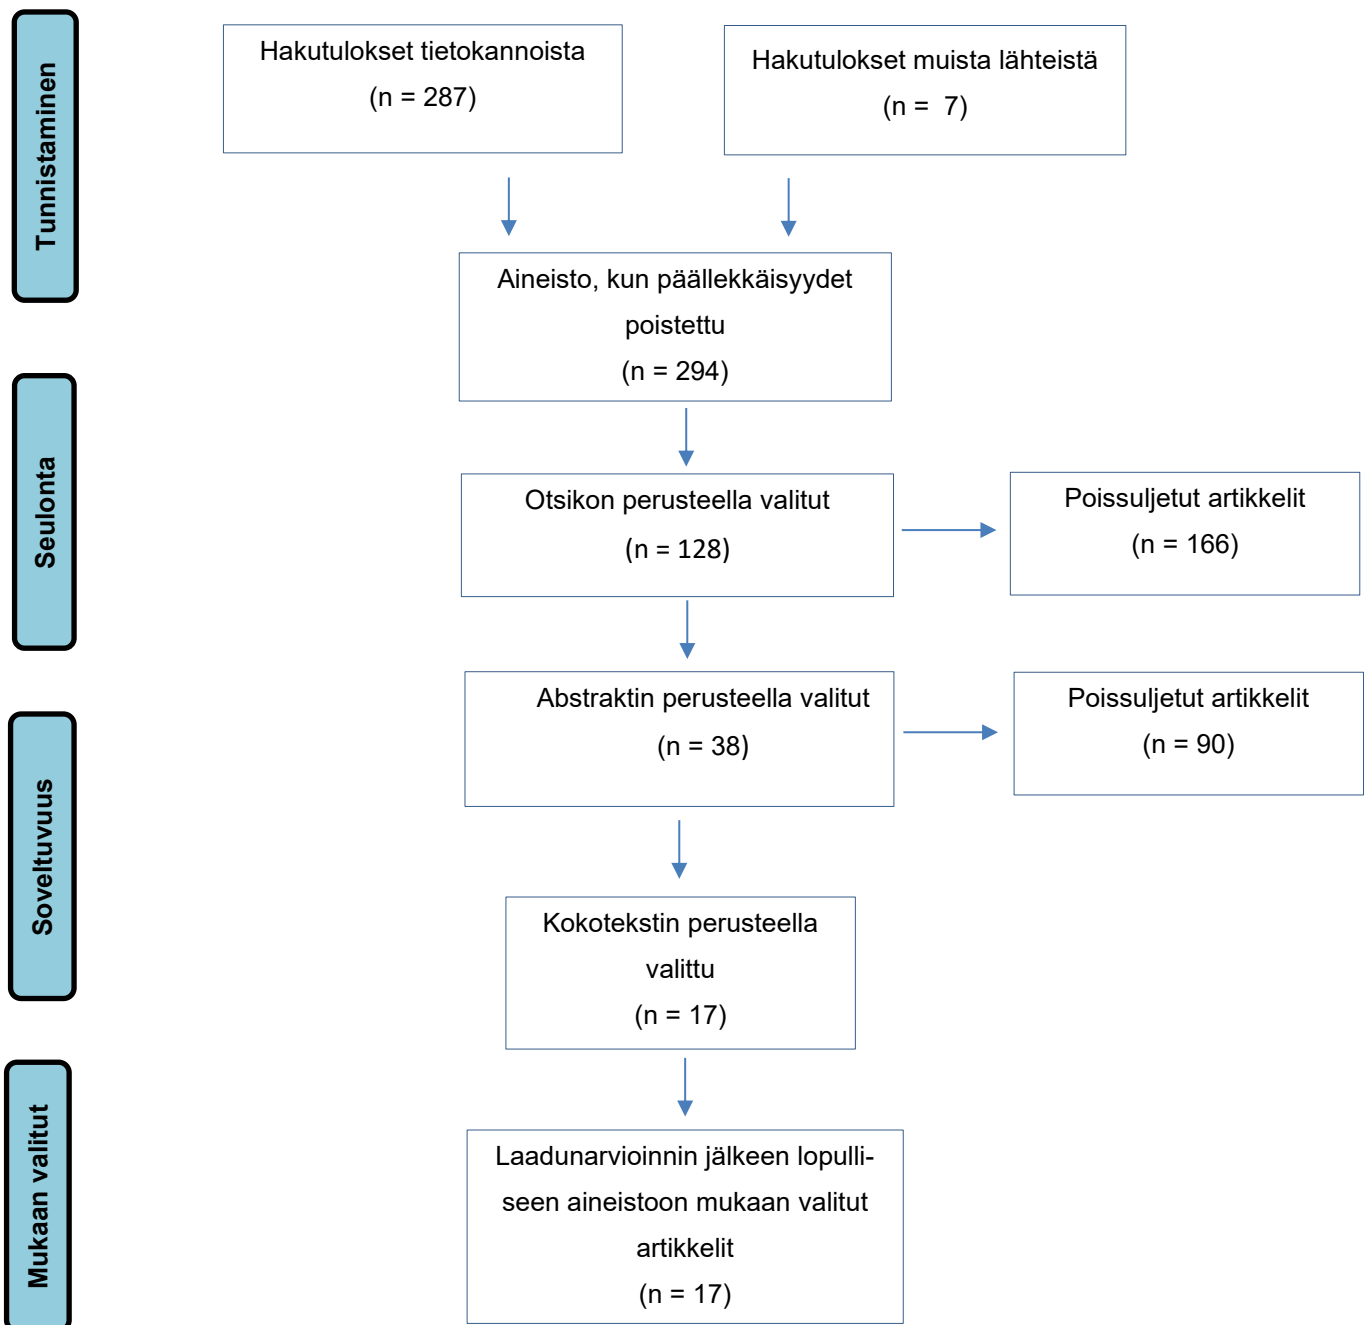 Tunnistaminen
Hakutulokset tietokannoista
(n = 287)
Hakutulokset muista lähteistä
(n = 7)
Aineisto, kun päällekkäisyydet
poistettu
(n = 294)
Seulonta
Otsikon perusteella valitut
(n = 128)
Poissuljetut artikkelit
(n = 166)
Abstraktin perusteella valitut
(n = 38)
Poissuljetut artikkelit
(n = 90)
Soveltuvuus
Kokotekstin perusteella
valittu
(n = 17)
Mukaan valitut
Laadunarvioinnin jälkeen lopulli-
seen aineistoon mukaan valitut
artikkelit
(n = 17)